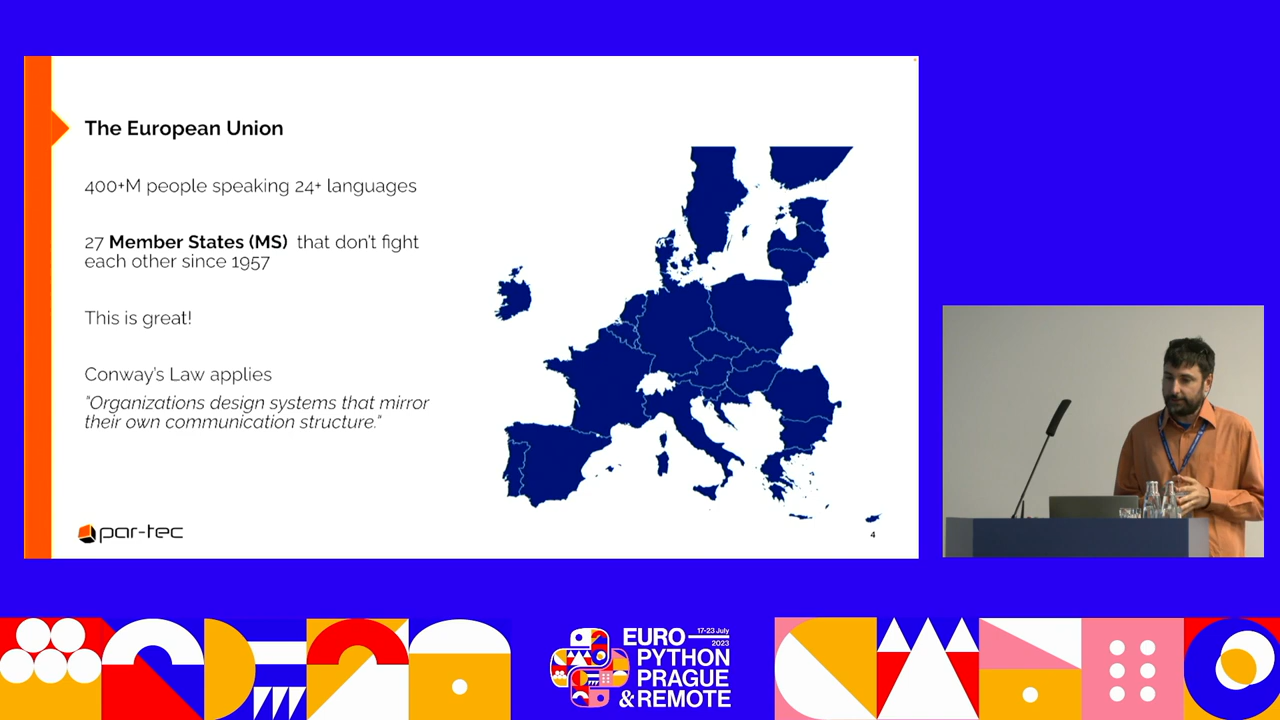 The European Union
400+M people speaking 24+ languages
27 Member States (MS) that don't fight
each other since 1957
This is great!
Conway's Law applies
"Organizations design systems that mirror
their own communication structure."
par-tec
4
EURO
17-23 July
2023
PYTHON
PRAGUE
& REMOTE